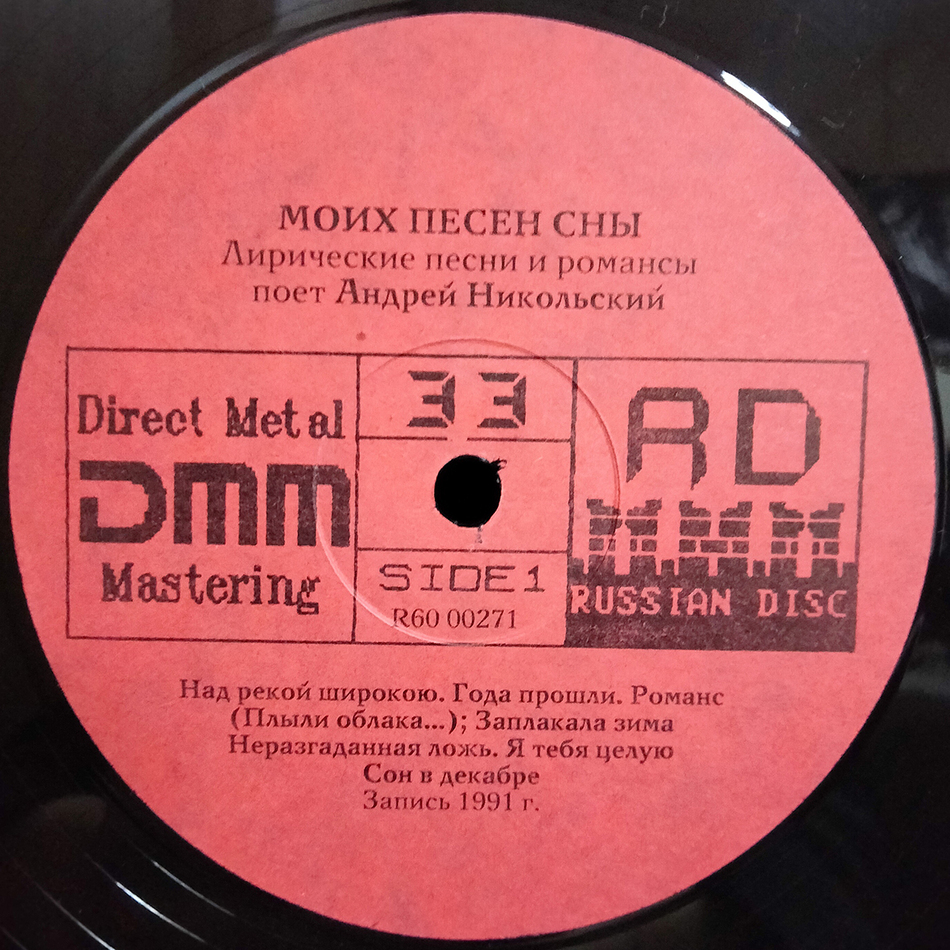 МОИХ ПЕСЕН СНЫ
Лирические песни и романсы
поет Андрей Никольский
Direct Metal
DMM
Mastering
33
SIDE 1
R60 00271
RD
RUSSIAN DISC
Над рекой широкою. Года прошли. Романс
(Плыли облака...); Заплакала зима
Неразгаданная ложь. Я тебя целую
Сон в декабре
Запись 1991 г.